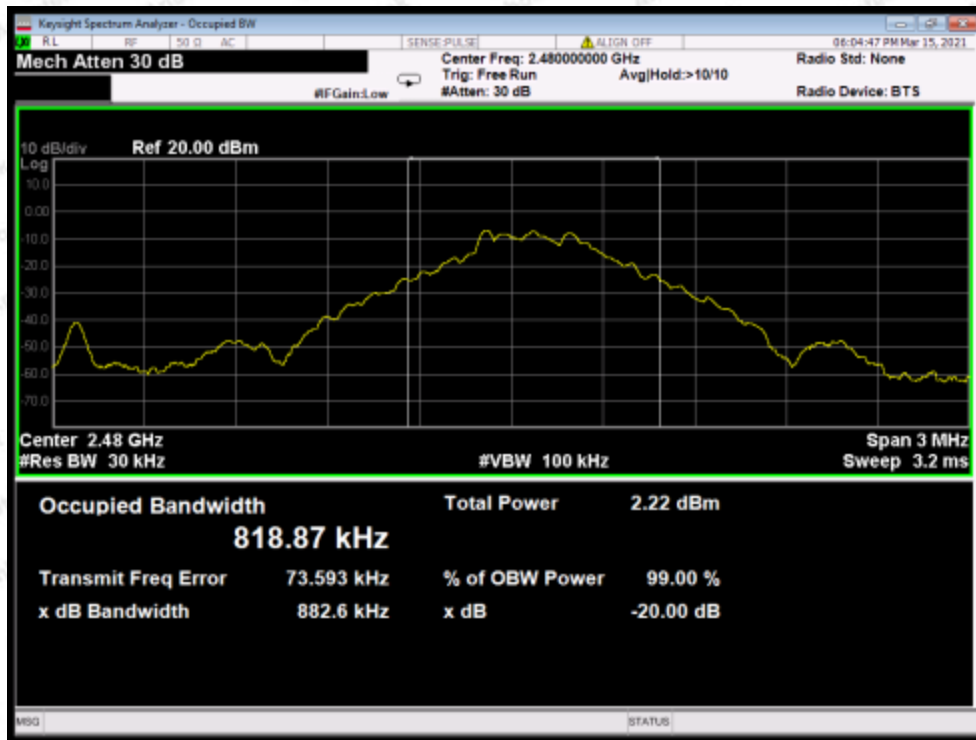 Keysight Spectrum Analyzer - Occupied BW
RL RF 50 Ω AC SENSE:PULSE ALIGN OFF 06:04:47 PM Mar 15, 2021
Mech Atten 30 dB
Center Freq: 2.480000000 GHz
Radio Std: None
Trig: Free Run Avg|Hold:>10/10
#IFGain:Low #Atten: 30 dB Radio Device: BTS
10 dB/div Ref 20.00 dBm
Log
10.0
0.00
-10.0
-20.0
-30.0
-40.0
-50.0
-60.0
-70.0
Center 2.48 GHz Span 3 MHz
#Res BW 30 kHz #VBW 100 kHz Sweep 3.2 ms
Occupied Bandwidth Total Power 2.22 dBm
818.87 kHz
Transmit Freq Error 73.593 kHz % of OBW Power 99.00 %
x dB Bandwidth 882.6 kHz x dB -20.00 dB
MSG STATUS